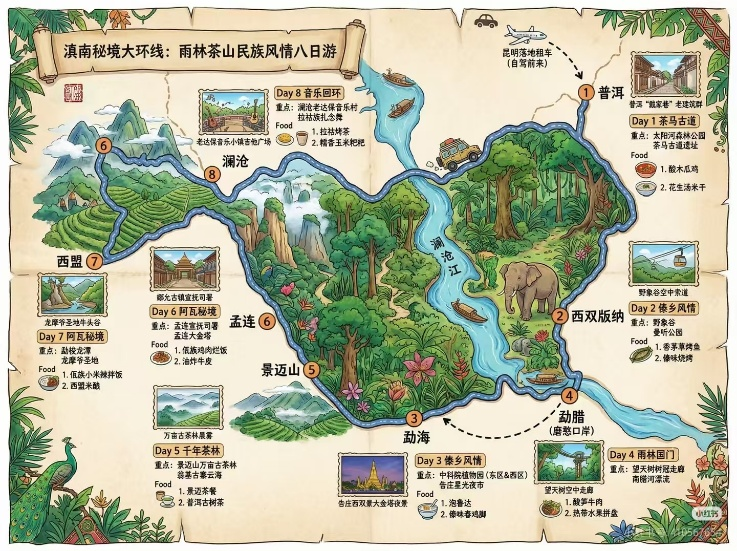 滇南秘境大环线：雨林茶山民族风情八日游
昆明落地租车
（自驾前来）
1
普洱
普洱“戴家巷”老建筑群
Day 1 茶马古道
重点：太阳河森林公园
茶马古道遗址
Food
1. 酸木瓜鸡
2. 花生汤米干
野象谷空中索道
2
西双版纳
Day 2 傣族风情
重点：野象谷
曼听公园
Food
1. 香茅草烤鱼
2. 傣味烧烤
澜沧江
3
勐海
告庄西双景大金塔夜景
Day 3 傣乡风情
重点：中科院植物园（东区&西区）
告庄星光夜市
Food
1. 泡鲁达
2. 傣味舂鸡脚
4
勐腊
（磨憨口岸）
望天树空中走廊
Day 4 雨林国门
重点：望天树树冠走廊
南腊河漂流
Food
1. 酸笋牛肉
2. 热带水果拼盘
5
景迈山
万亩古茶林晨雾
Day 5 千年茶林
重点：景迈山万亩古茶林
翁基古寨云海
Food
1. 景迈茶餐
2. 普洱古树茶
6
孟连
娜允古镇宣抚司署
Day 6 阿瓦秘境
重点：孟连宣抚司署
孟连大金塔
Food
1. 佤族鸡肉烂饭
2. 油炸牛皮
6
西盟
7
龙摩爷圣地牛头谷
Day 7 阿瓦秘境
重点：勐梭龙潭
龙摩爷圣地
Food
1. 佤族小米辣拌饭
2. 西盟米酿
澜沧
8
老达保音乐小镇吉他广场
Day 8 音乐回环
重点：澜沧老达保音乐村
拉祜族扎念舞
Food
1. 拉祜烤茶
2. 糯香玉米粑粑
小红书